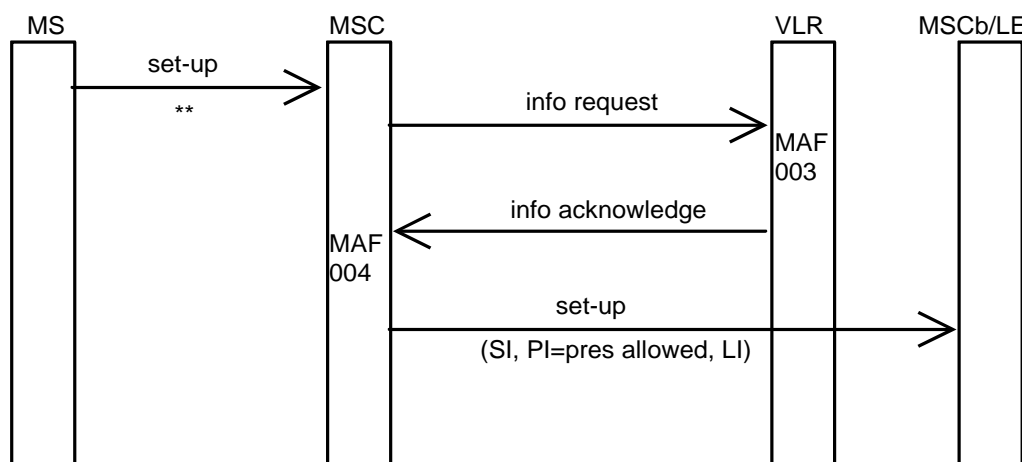 MS MSC VLR MSCb/LE
set-up
**
info request
MAF
003
info acknowledge
MAF
004
set-up
(SI, PI=pres allowed, LI)